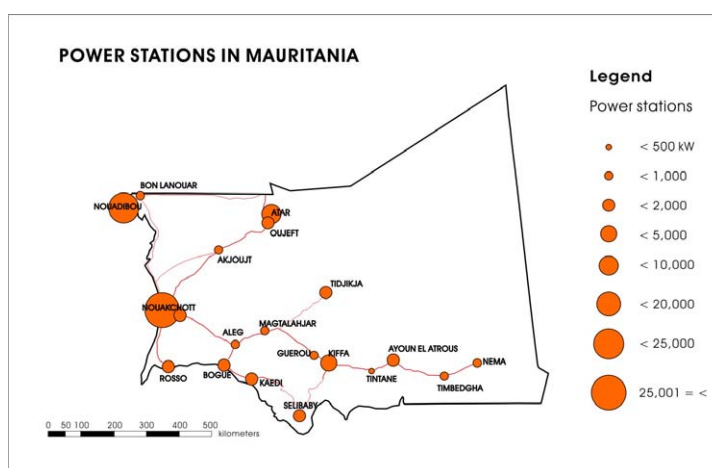 POWER STATIONS IN MAURITANIA
Legend
Power stations
< 500 kW
< 1,000
< 2,000
< 5,000
< 10,000
< 20,000
< 25,000
25,001 = <
BON LANOUAR
NOUADIBOU
ATAR
OUJEFT
AKJOUJT
TIDJIKJA
NOUAKCHOTT
MAGTALAHJAR
ALEG
GUEROU
KIFFA
AYOUN EL ATROUS
NEMA
TINTANE
TIMBEDGHA
ROSSO
BOGUE
KAEDI
SELIBABY
0 50 100 200 300 400 500
kilometers